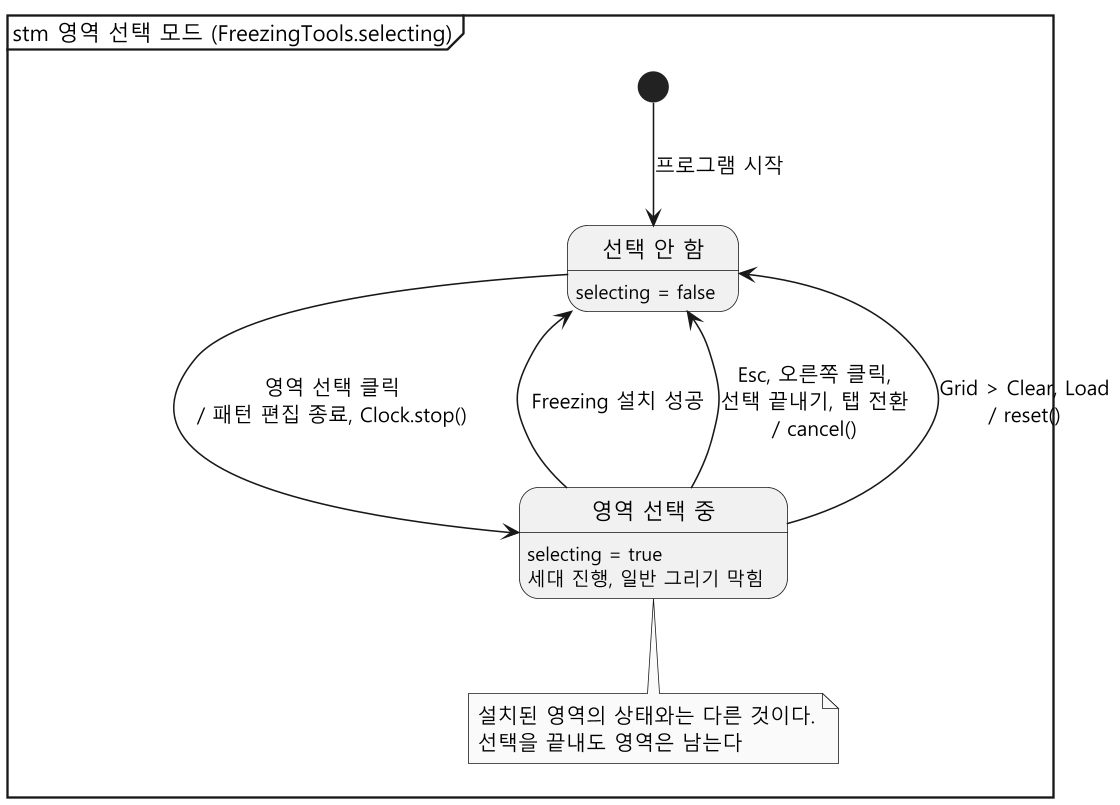 stm 영역 선택 모드 (FreezingTools.selecting)
프로그램 시작
선택 안 함
selecting = false
영역 선택 클릭
/ 패턴 편집 종료, Clock.stop()
Freezing 설치 성공
Esc, 오른쪽 클릭,
선택 끝내기, 탭 전환
/ cancel()
Grid > Clear, Load
/ reset()
영역 선택 중
selecting = true
세대 진행, 일반 그리기 막힘
설치된 영역의 상태와는 다른 것이다.
선택을 끝내도 영역은 남는다